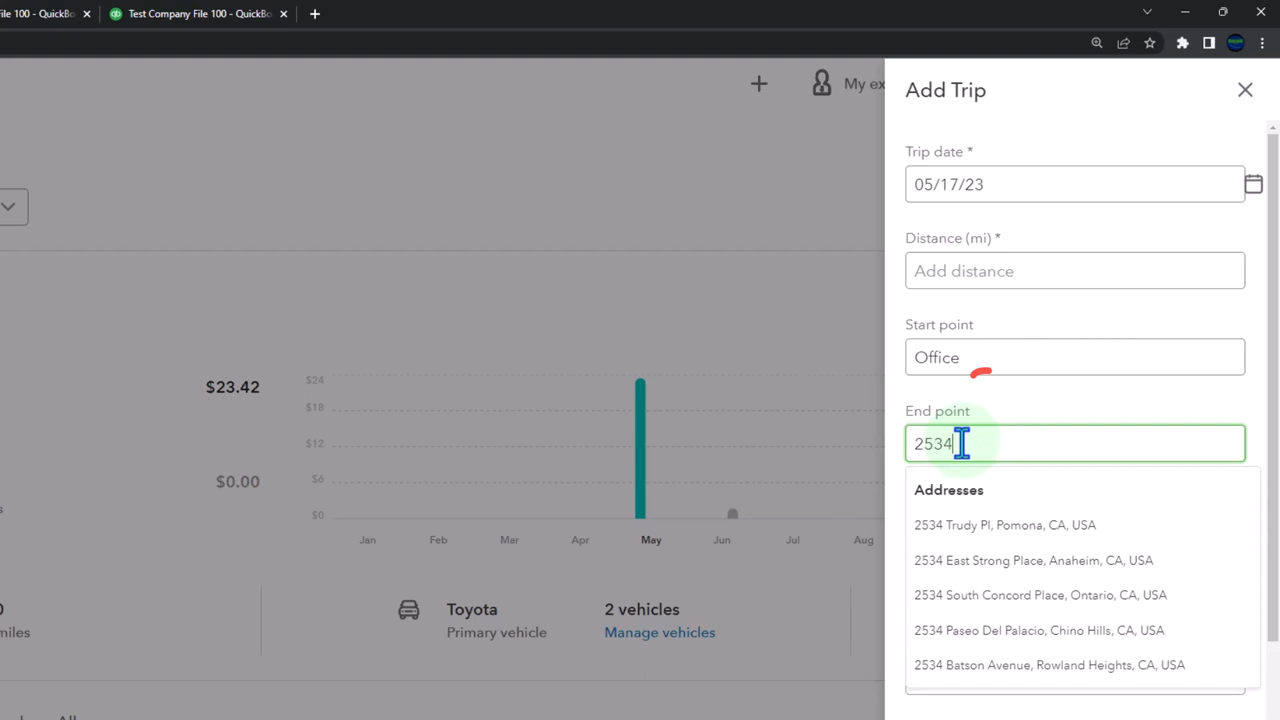 File 100 - QuickBo
Test Company File 100 - QuickBo
My ex
Add Trip
Trip date *
05/17/23
Distance (mi) *
Add distance
Start point
Office
End point
2534
Addresses
2534 Trudy Pl, Pomona, CA, USA
2534 East Strong Place, Anaheim, CA, USA
2534 South Concord Place, Ontario, CA, USA
2534 Paseo Del Palacio, Chino Hills, CA, USA
2534 Batson Avenue, Rowland Heights, CA, USA
$23.42
$0.00
$24
$18
$12
$6
$0
Jan Feb Mar Apr May Jun Jul Aug
0
miles
Toyota
Primary vehicle
2 vehicles
Manage vehicles